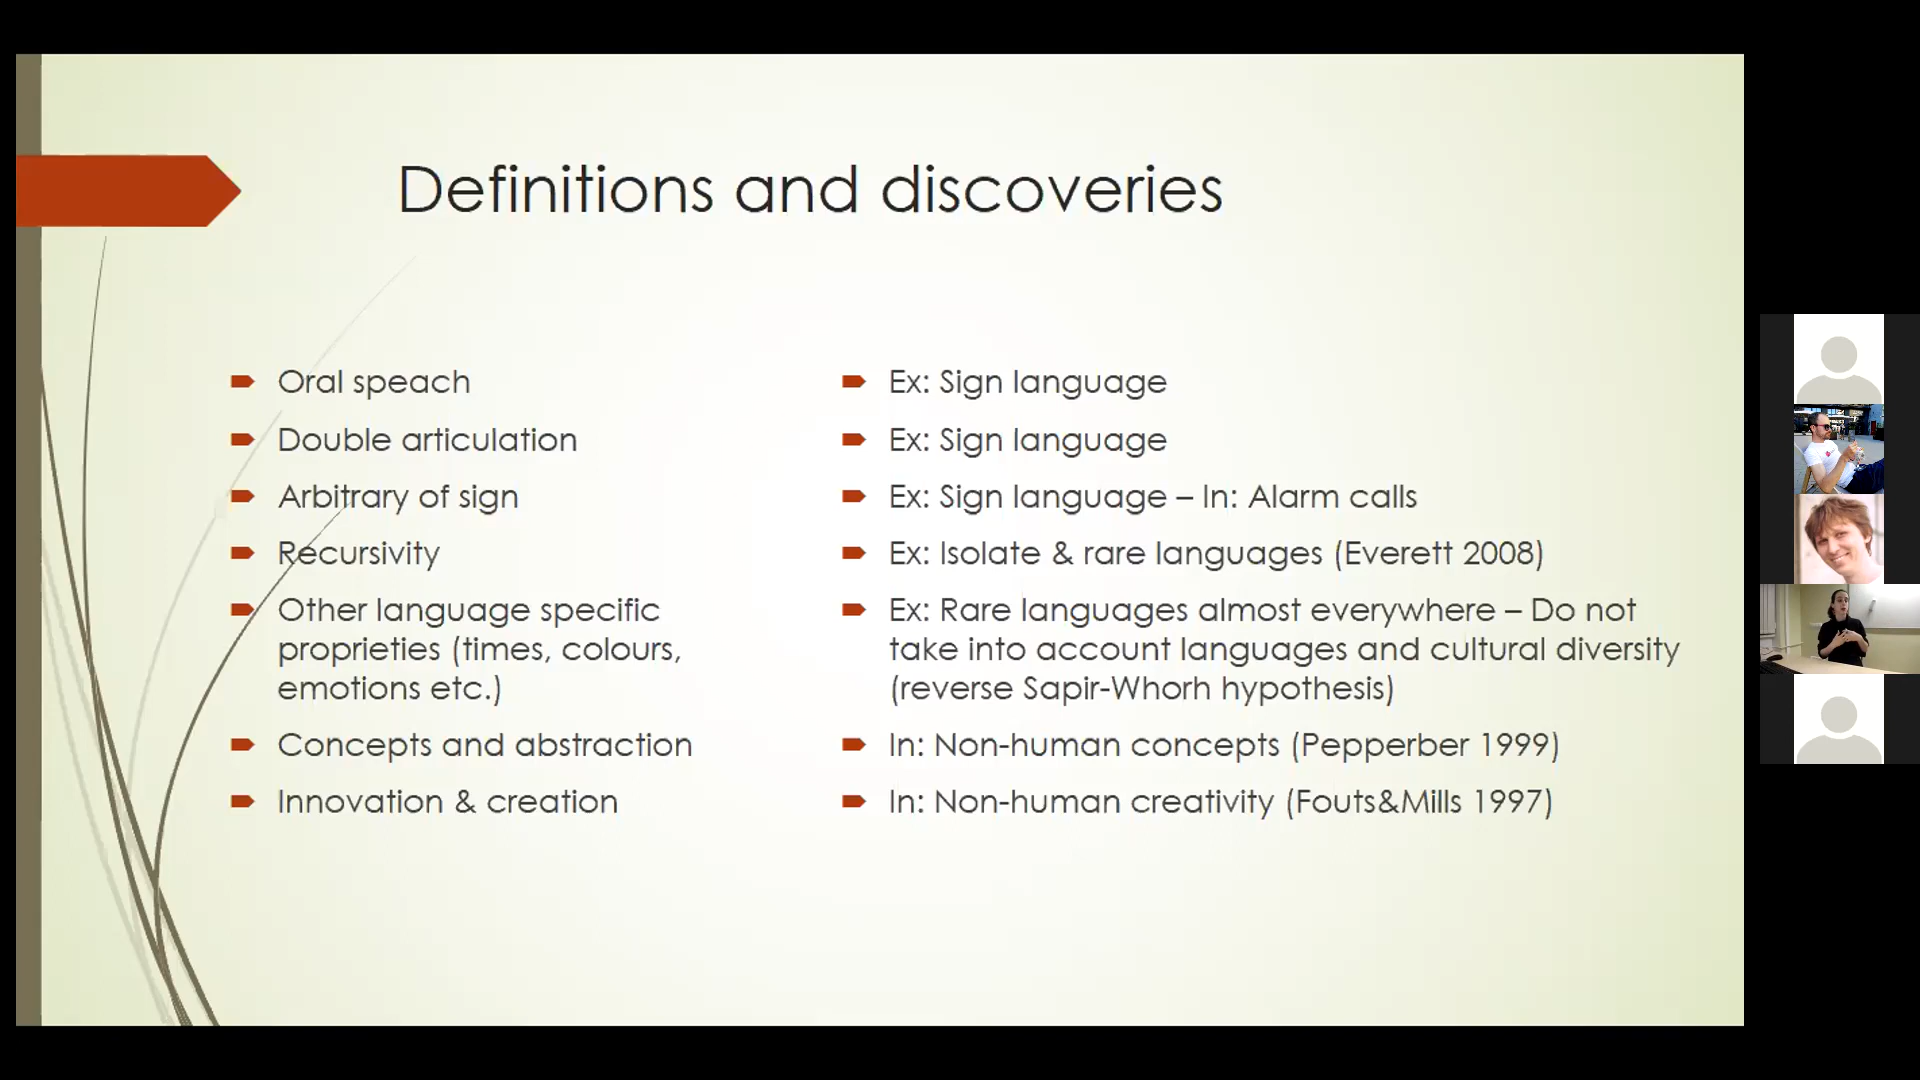 Definitions and discoveries
Oral speach
Double articulation
Arbitrary of sign
Recursivity
Other language specific
proprieties (times, colours,
emotions etc.)
Concepts and abstraction
Innovation & creation
Ex: Sign language
Ex: Sign language
Ex: Sign language – In: Alarm calls
Ex: Isolate & rare languages (Everett 2008)
Ex: Rare languages almost everywhere – Do not
take into account languages and cultural diversity
(reverse Sapir-Whorh hypothesis)
In: Non-human concepts (Pepperber 1999)
In: Non-human creativity (Fouts&Mills 1997)